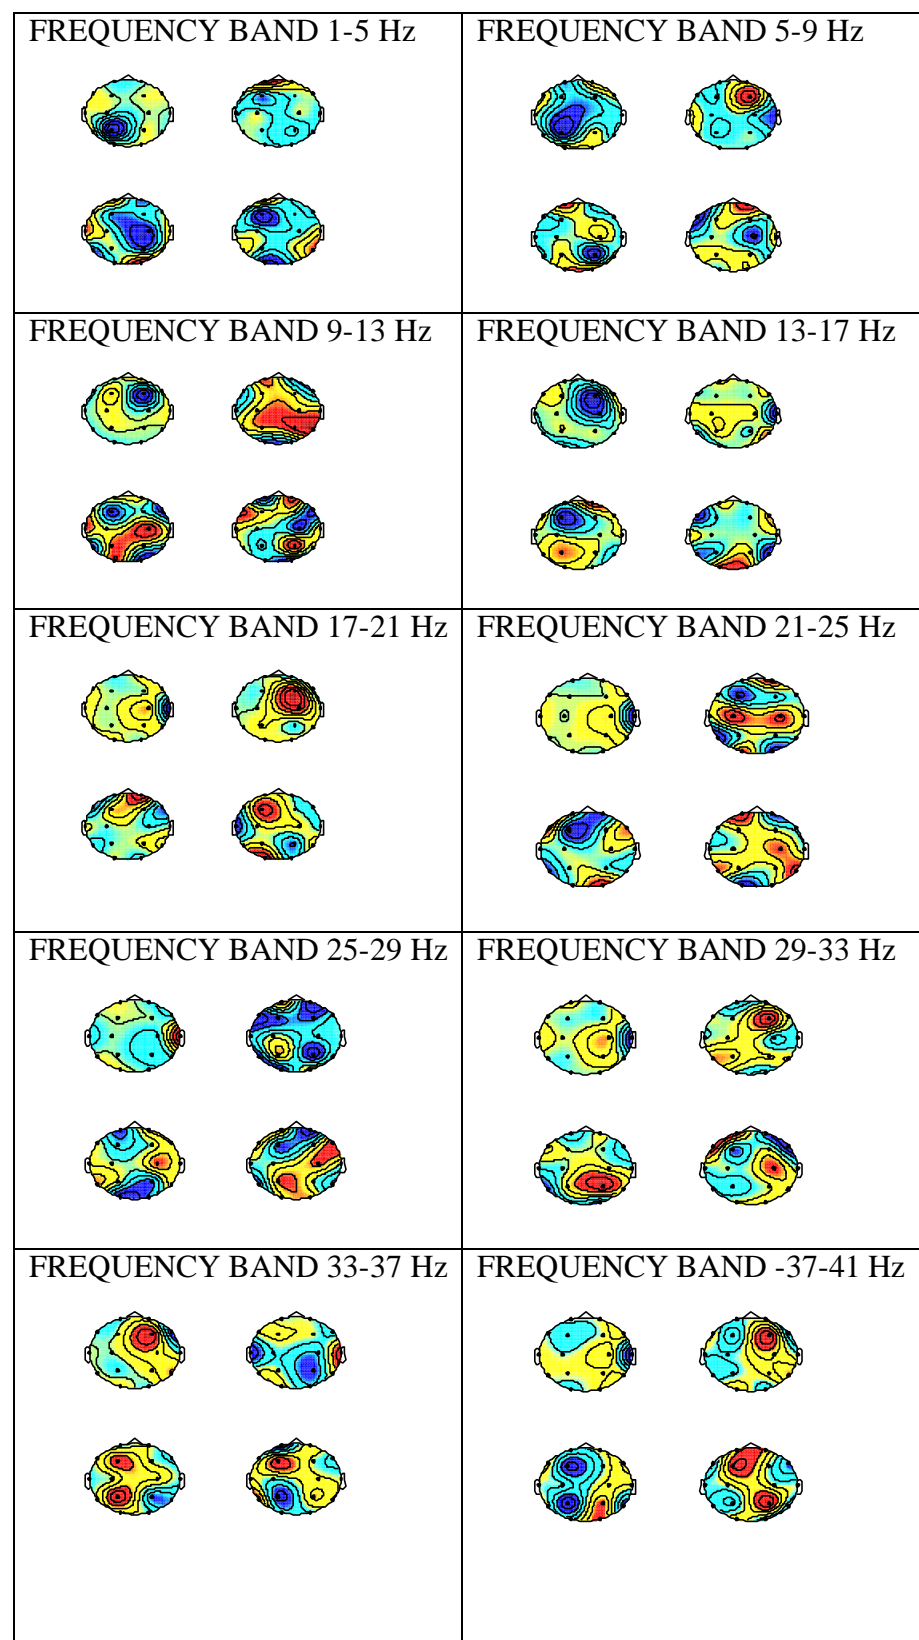 FREQUENCY BAND 1-5 Hz
FREQUENCY BAND 5-9 Hz
FREQUENCY BAND 9-13 Hz
FREQUENCY BAND 13-17 Hz
FREQUENCY BAND 17-21 Hz
FREQUENCY BAND 21-25 Hz
FREQUENCY BAND 25-29 Hz
FREQUENCY BAND 29-33 Hz
FREQUENCY BAND 33-37 Hz
FREQUENCY BAND -37-41 Hz